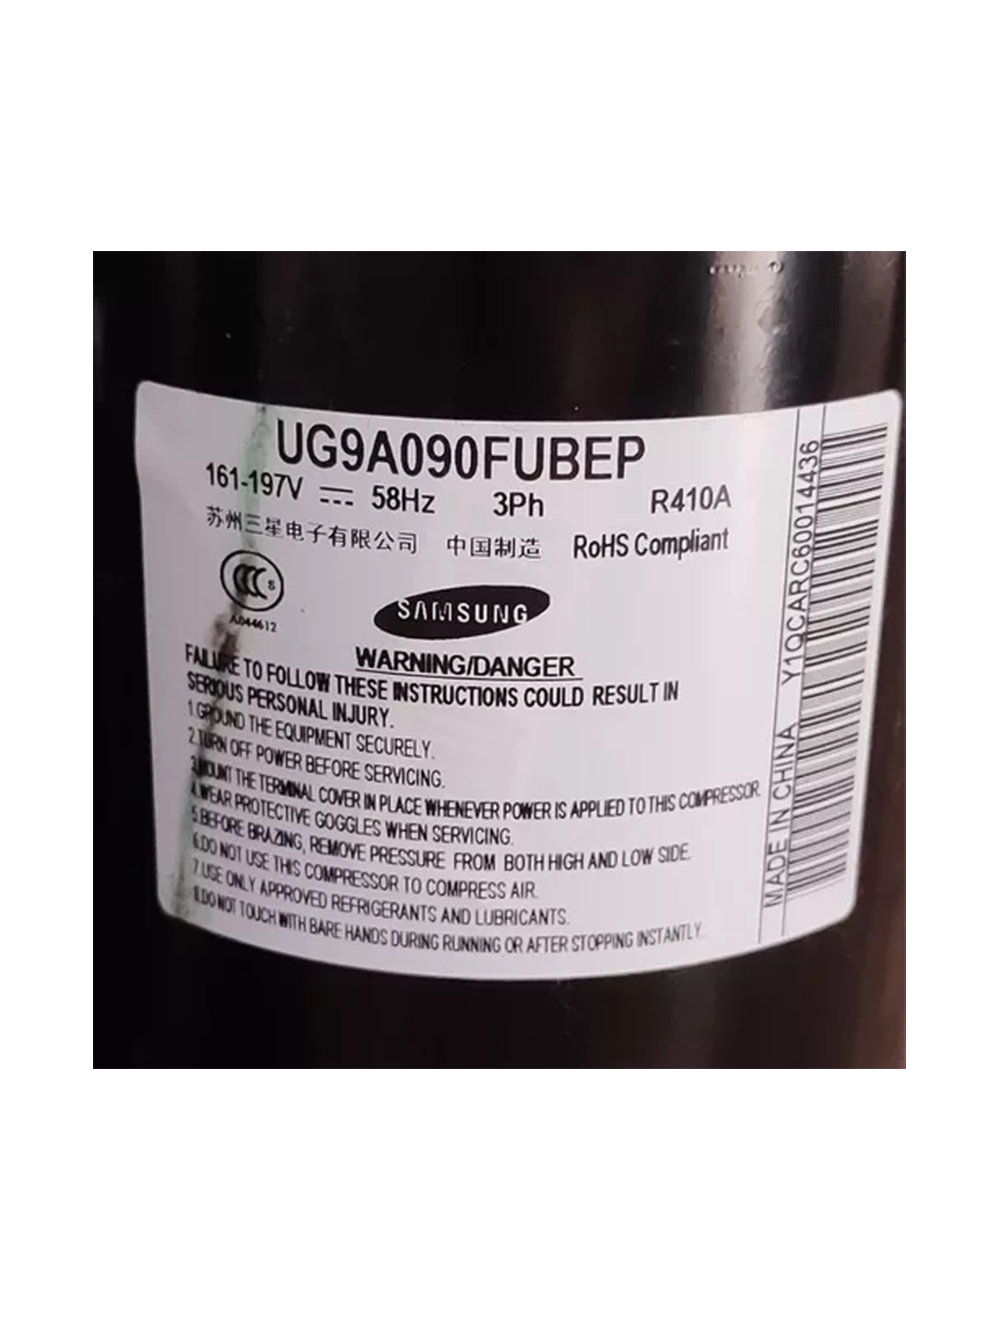 UG9A090FUBEP
161-197V ⎓ 58Hz 3Ph R410A
苏州三星电子有限公司 中国制造 RoHS Compliant
CCC S
A044612
SAMSUNG
WARNING/DANGER
FAILURE TO FOLLOW THESE INSTRUCTIONS COULD RESULT IN
SERIOUS PERSONAL INJURY.
1.GROUND THE EQUIPMENT SECURELY.
2.TURN OFF POWER BEFORE SERVICING.
3.MOUNT THE TERMINAL COVER IN PLACE WHENEVER POWER IS APPLIED TO THIS COMPRESSOR.
4.WEAR PROTECTIVE GOGGLES WHEN SERVICING.
5.BEFORE BRAZING, REMOVE PRESSURE FROM BOTH HIGH AND LOW SIDE.
6.DO NOT USE THIS COMPRESSOR TO COMPRESS AIR.
7.USE ONLY APPROVED REFRIGERANTS AND LUBRICANTS.
8.DO NOT TOUCH WITH BARE HANDS DURING RUNNING OR AFTER STOPPING INSTANTLY.
MADE IN CHINA Y1QCARC60014436